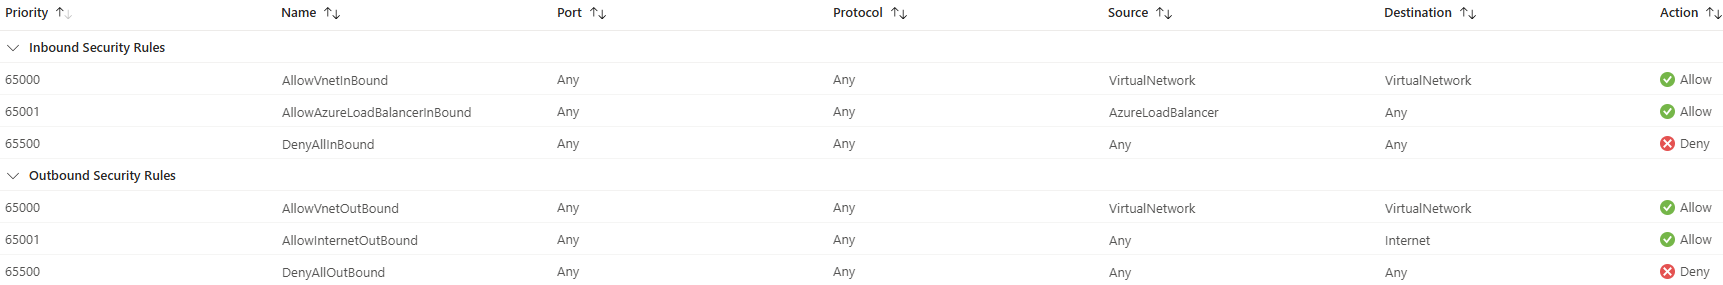 Priority Name Port Protocol Source Destination Action
Inbound Security Rules
65000 AllowVnetInBound Any Any VirtualNetwork VirtualNetwork Allow
65001 AllowAzureLoadBalancerInBound Any Any AzureLoadBalancer Any Allow
65500 DenyAllInBound Any Any Any Any Deny
Outbound Security Rules
65000 AllowVnetOutBound Any Any VirtualNetwork VirtualNetwork Allow
65001 AllowInternetOutBound Any Any Any Internet Allow
65500 DenyAllOutBound Any Any Any Any Deny